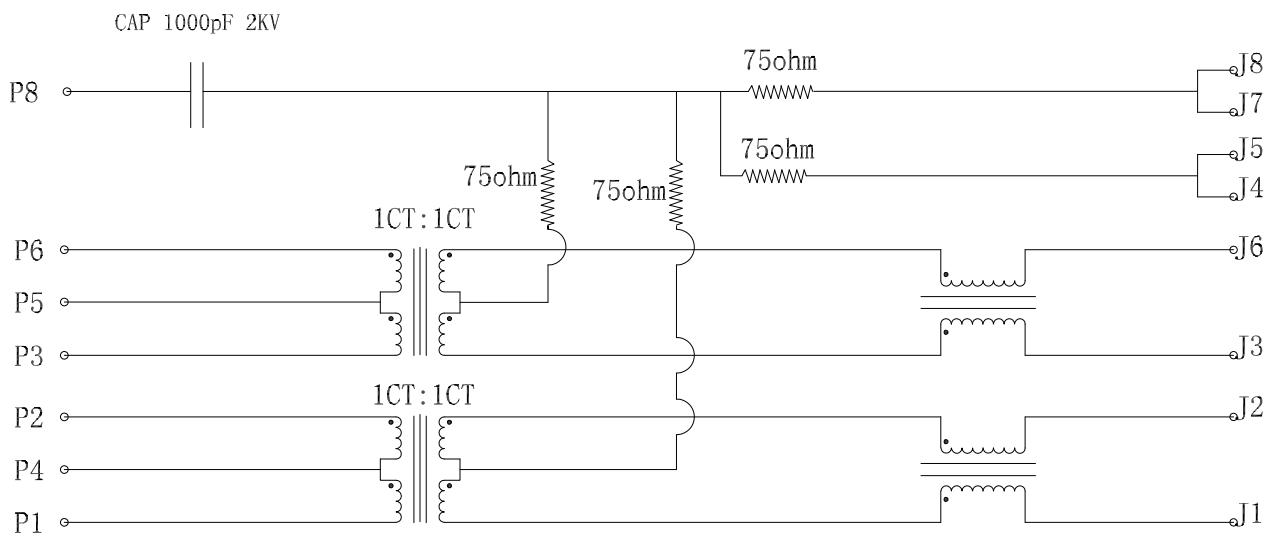 CAP 1000pF 2KV
75ohm
J8
P8
J7
75ohm
J5
75ohm
75ohm
J4
1CT:1CT
P6
J6
P5
P3
J3
1CT:1CT
P2
J2
P4
P1
J1